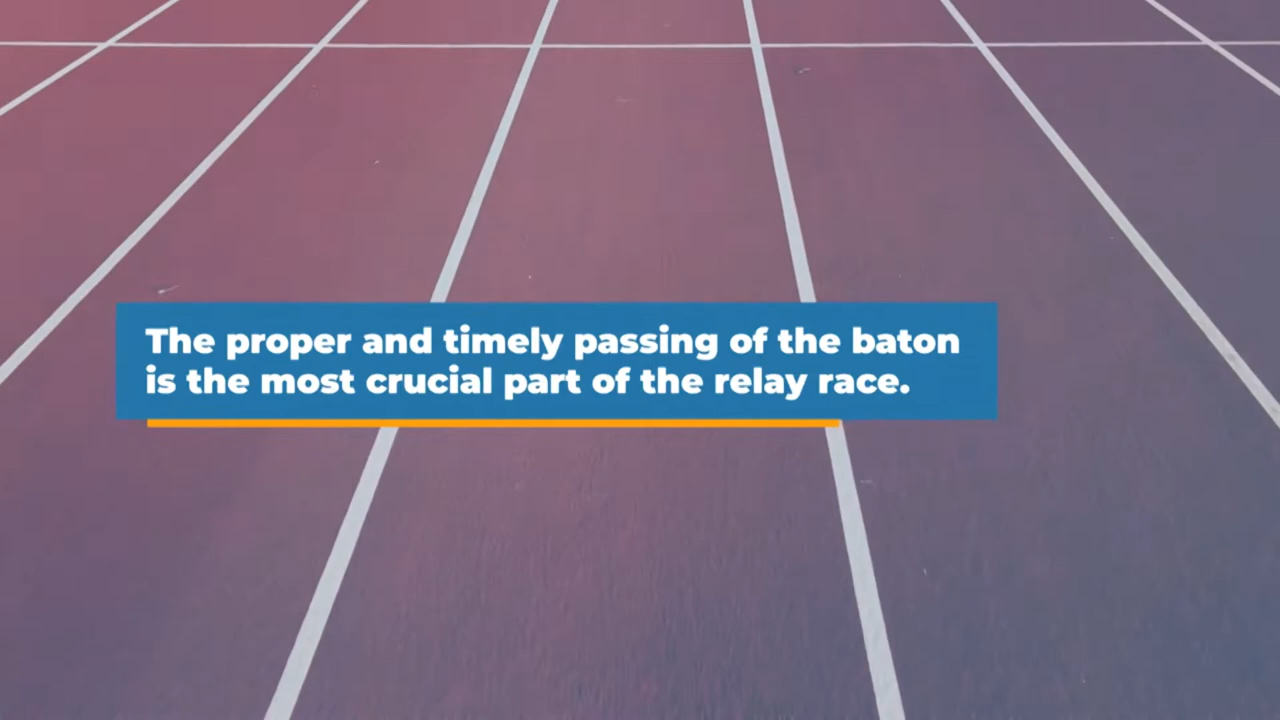 The proper and timely passing of the baton
is the most crucial part of the relay race.